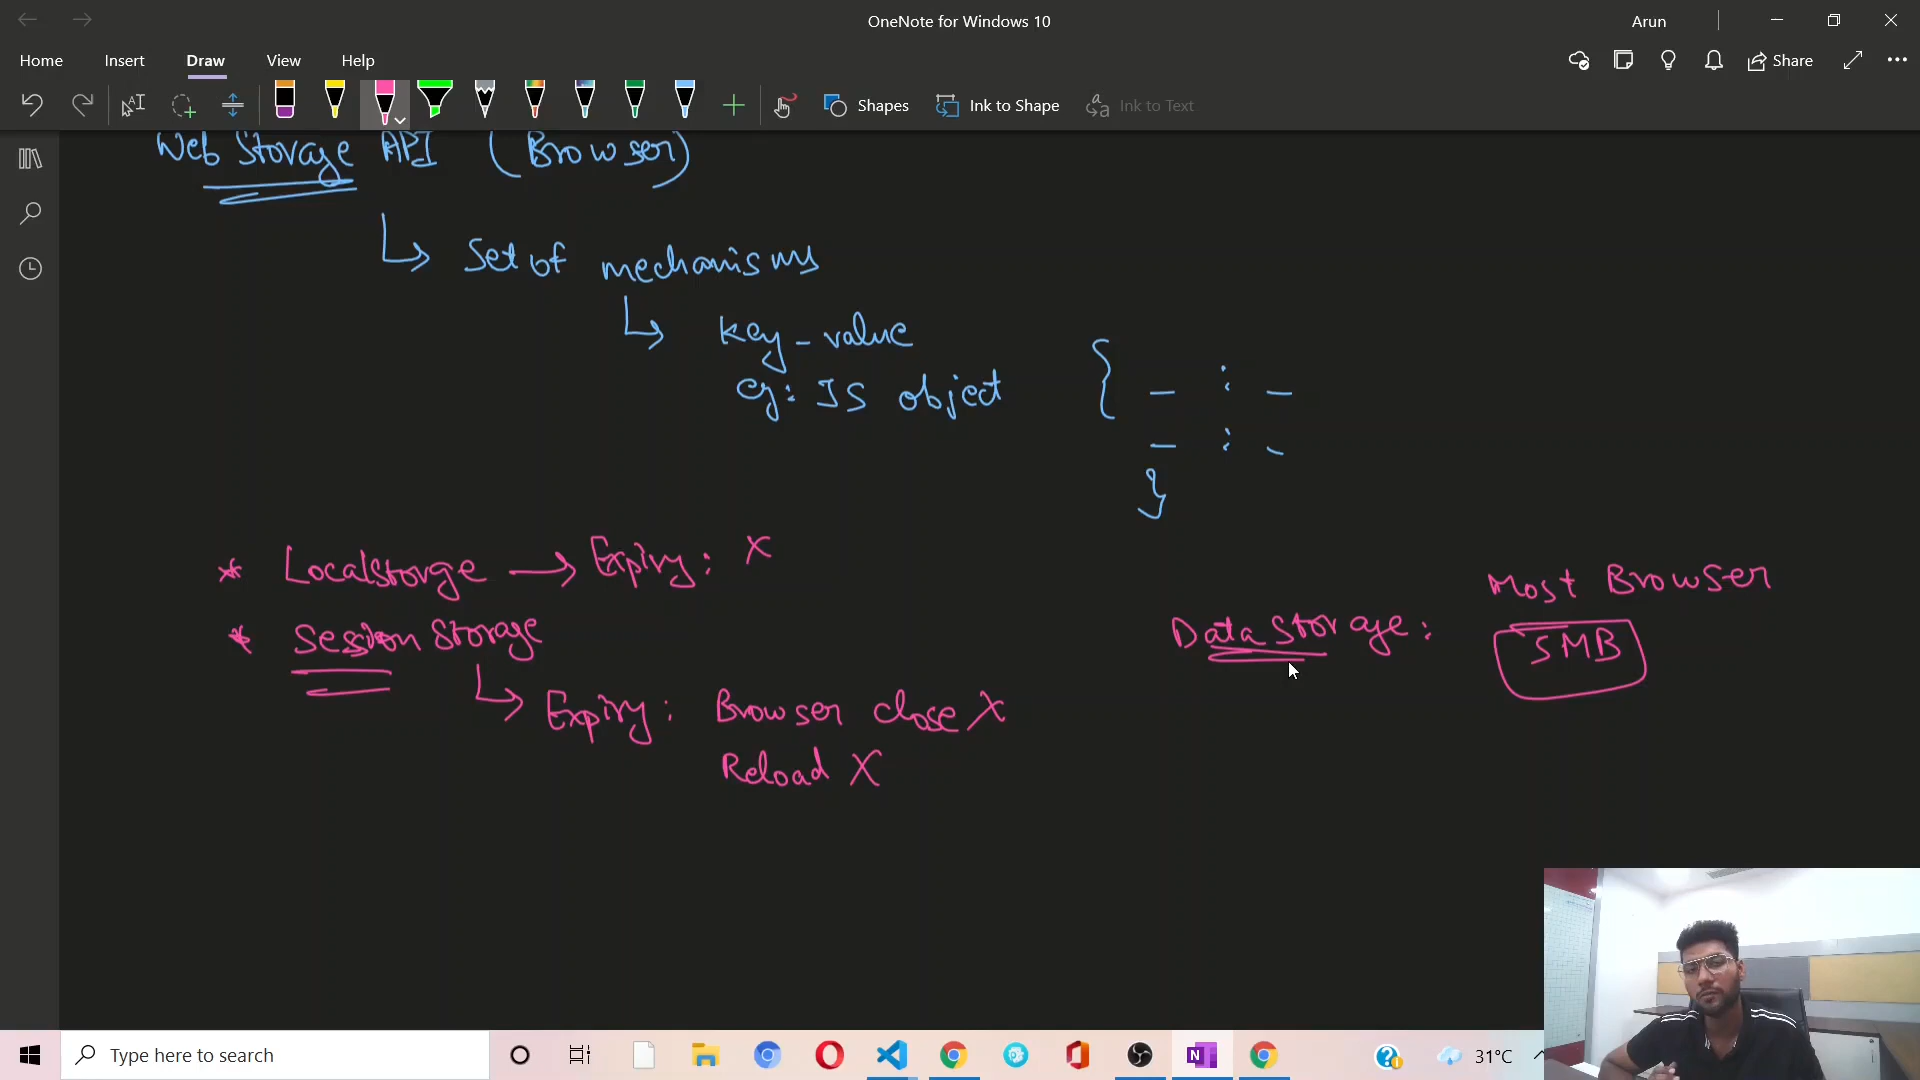 OneNote for Windows 10
Arun
Home Insert Draw View Help
Share
Shapes Ink to Shape Ink to Text
Web Storage API (Browser)
Set of mechanisms
Key-value
eg: JS object
{ _ : _
_ : _
}
* LocalStorge → Expiry: X
* Session Storage
Expiry: Browser close X
Reload X
Most Browser
Data Storage: 5MB
Type here to search
31°C